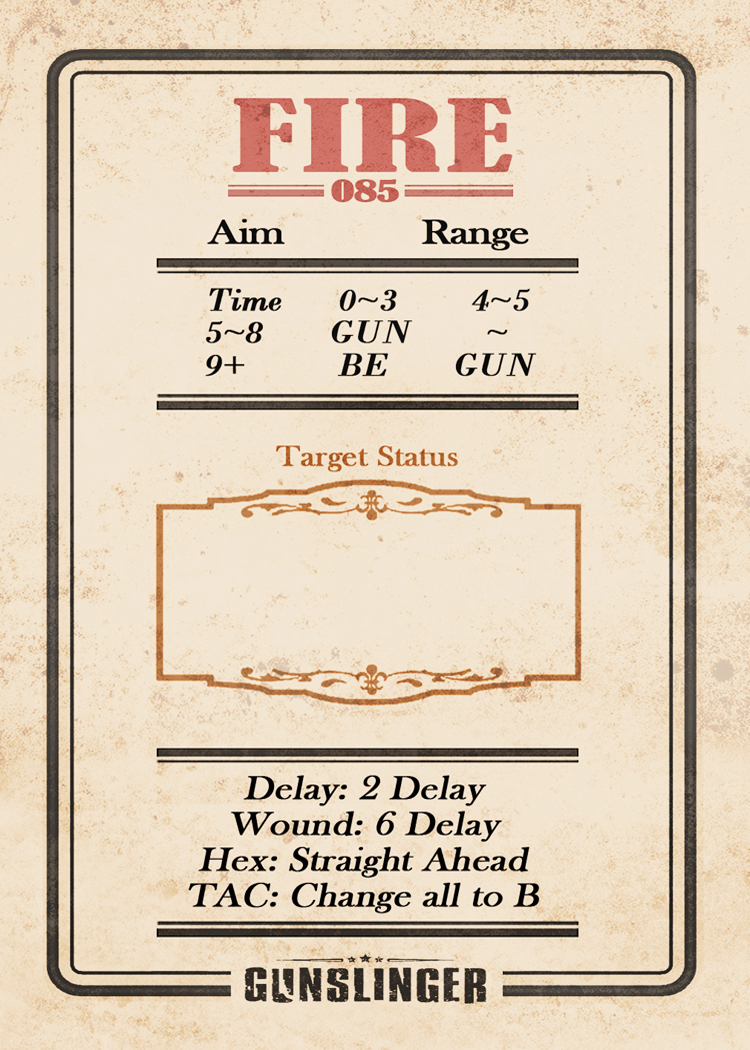 FIRE
085
Aim Range
Time 0~3 4~5
5~8 GUN ~
9+ BE GUN
Target Status
Delay: 2 Delay
Wound: 6 Delay
Hex: Straight Ahead
TAC: Change all to B
GUNSLINGER